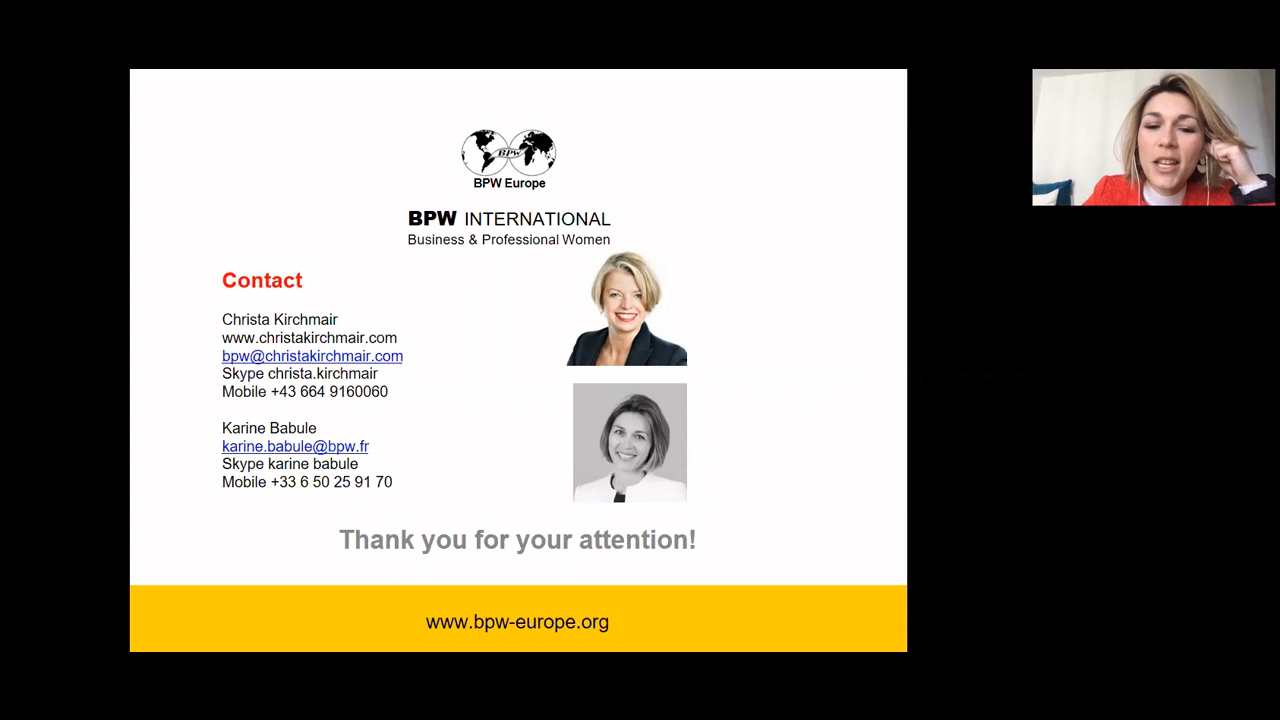 BPW
BPW Europe
BPW INTERNATIONAL
Business & Professional Women
Contact
Christa Kirchmair
www.christakirchmair.com
bpw@christakirchmair.com
Skype christa.kirchmair
Mobile +43 664 9160060
Karine Babule
karine.babule@bpw.fr
Skype karine babule
Mobile +33 6 50 25 91 70
Thank you for your attention!
www.bpw-europe.org